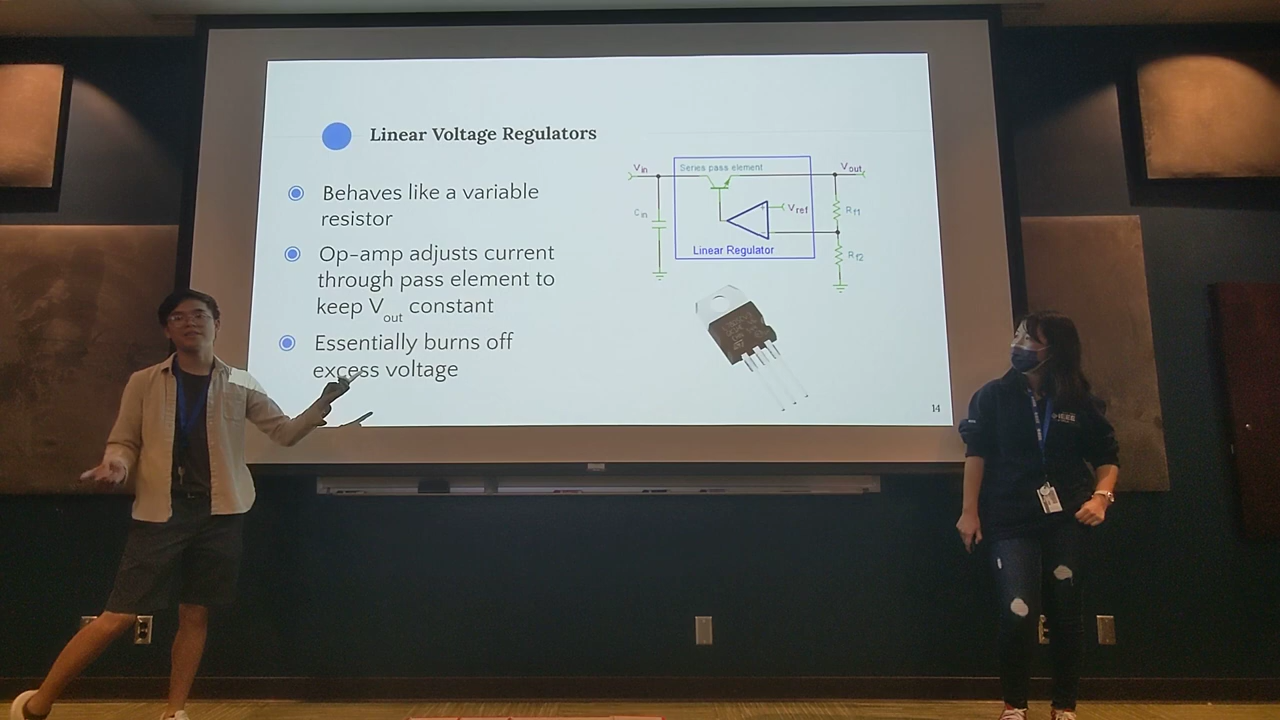 Linear Voltage Regulators
Behaves like a variable
resistor
Op-amp adjusts current
through pass element to
keep Vout constant
Essentially burns off
excess voltage
Vin
Series pass element
Vout
Cin
Vref
Rf1
Linear Regulator
Rf2
14
IEEE